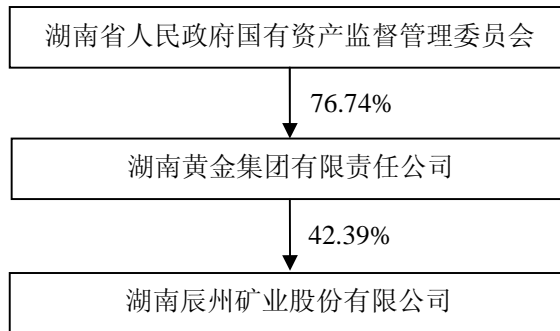 湖南省人民政府国有资产监督管理委员会
76.74%
湖南黄金集团有限责任公司
42.39%
湖南辰州矿业股份有限公司